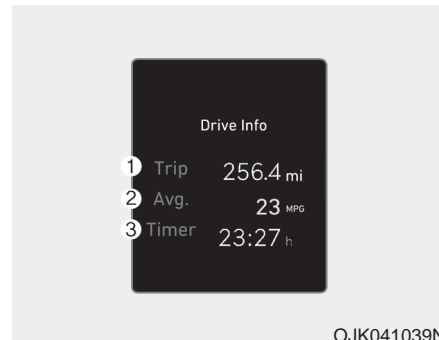 Drive Info
1 Trip 256.4 mi
2 Avg. 23 MPG
3 Timer 23:27 h
OJK041039N